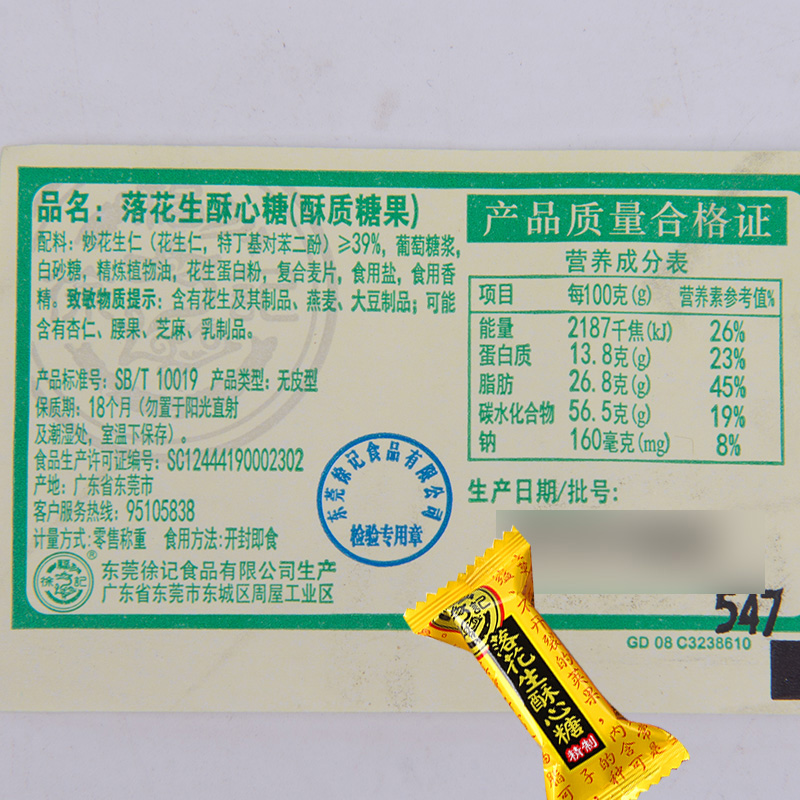 品名：落花生酥心糖(酥质糖果)
配料：炒花生仁（花生仁，特丁基对苯二酚）≥39%，葡萄糖浆，
白砂糖，精炼植物油，花生蛋白粉，复合麦片，食用盐，食用香
精。致敏物质提示：含有花生及其制品、燕麦、大豆制品；可能
含有杏仁、腰果、芝麻、乳制品。
产品标准号：SB/T 10019 产品类型：无皮型
保质期：18个月（勿置于阳光直射
及潮湿处，室温下保存）。
食品生产许可证编号：SC12444190002302
产地：广东省东莞市
客户服务热线：95105838
计量方式:零售称重 食用方法:开封即食
徐记
®
东莞徐记食品有限公司生产
广东省东莞市东城区周屋工业区
东莞徐记食品有限公司
检验专用章
产品质量合格证
营养成分表
项目 每100克(g) 营养素参考值%
能量 2187千焦(kJ) 26%
蛋白质 13.8克(g) 23%
脂肪 26.8克(g) 45%
碳水化合物 56.5克(g) 19%
钠 160毫克(mg) 8%
生产日期/批号:
547
GD 08 C3238610
落花生酥心糖
精制